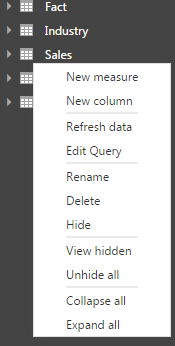 Fact
Industry
Sales
New measure
New column
Refresh data
Edit Query
Rename
Delete
Hide
View hidden
Unhide all
Collapse all
Expand all